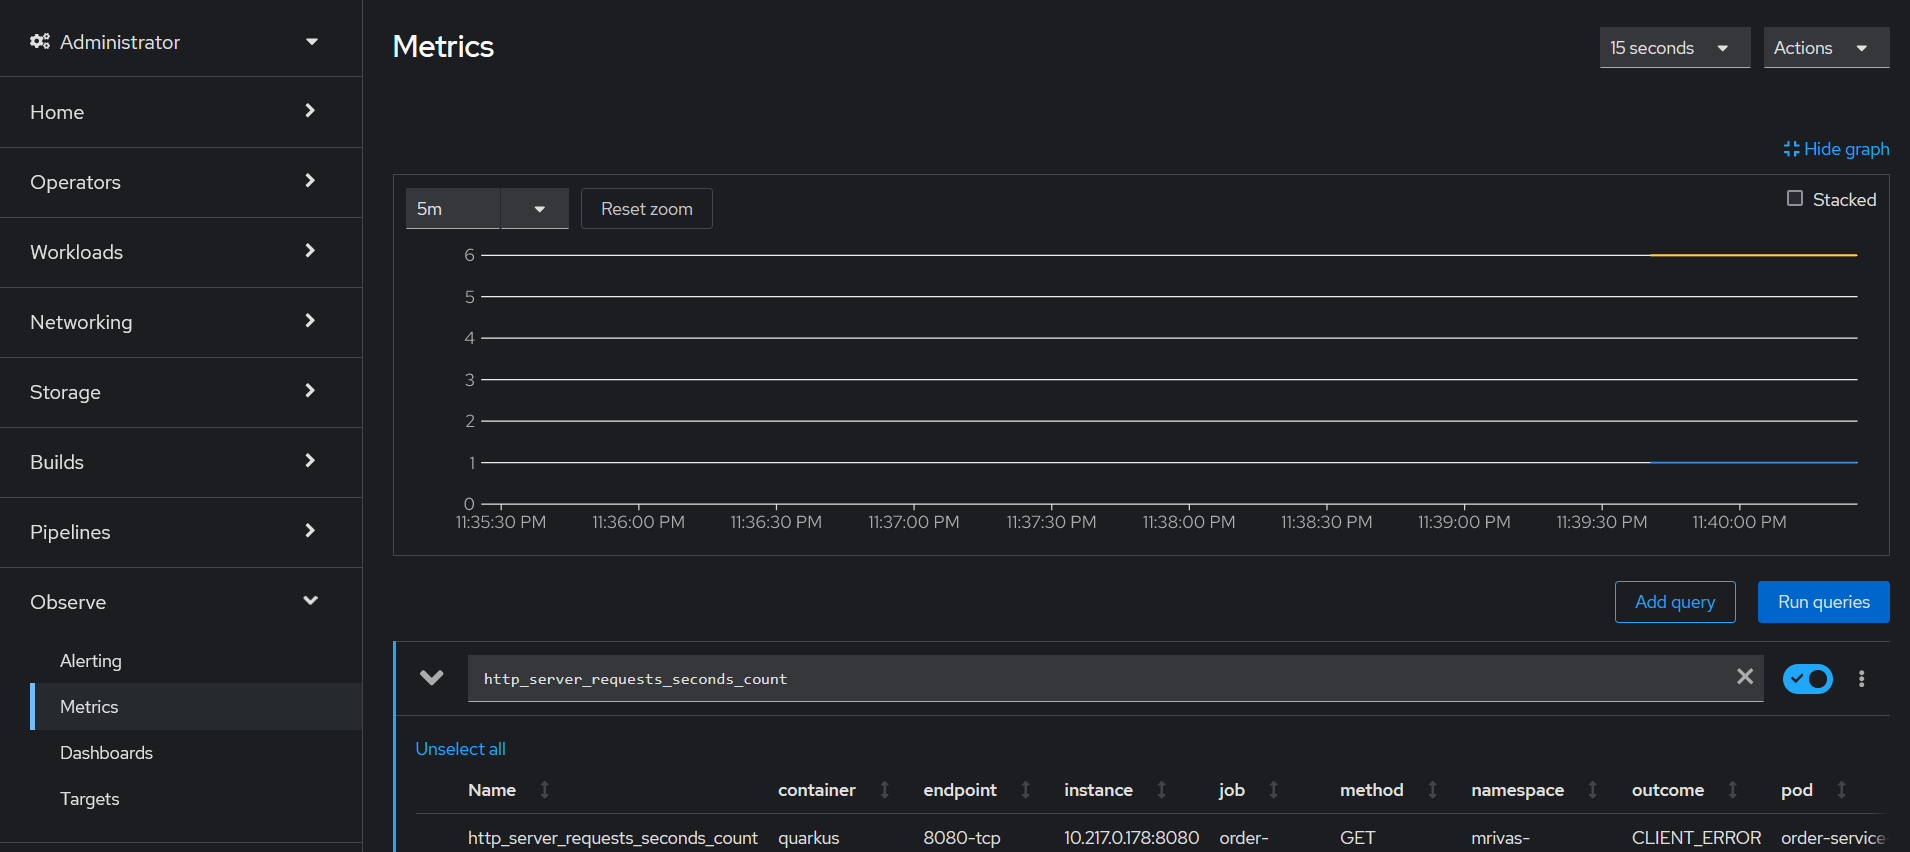 Administrator
Home
Operators
Workloads
Networking
Storage
Builds
Pipelines
Observe
Alerting
Metrics
Dashboards
Targets
Metrics
15 seconds
Actions
Hide graph
5m
Reset zoom
Stacked
6
5
4
3
2
1
0
11:35:30 PM 11:36:00 PM 11:36:30 PM 11:37:00 PM 11:37:30 PM 11:38:00 PM 11:38:30 PM 11:39:00 PM 11:39:30 PM 11:40:00 PM
Add query Run queries
http_server_requests_seconds_count
Unselect all
Name container endpoint instance job method namespace outcome pod
http_server_requests_seconds_count quarkus 8080-tcp 10.217.0.178:8080 order- GET mrivas- CLIENT_ERROR order-service